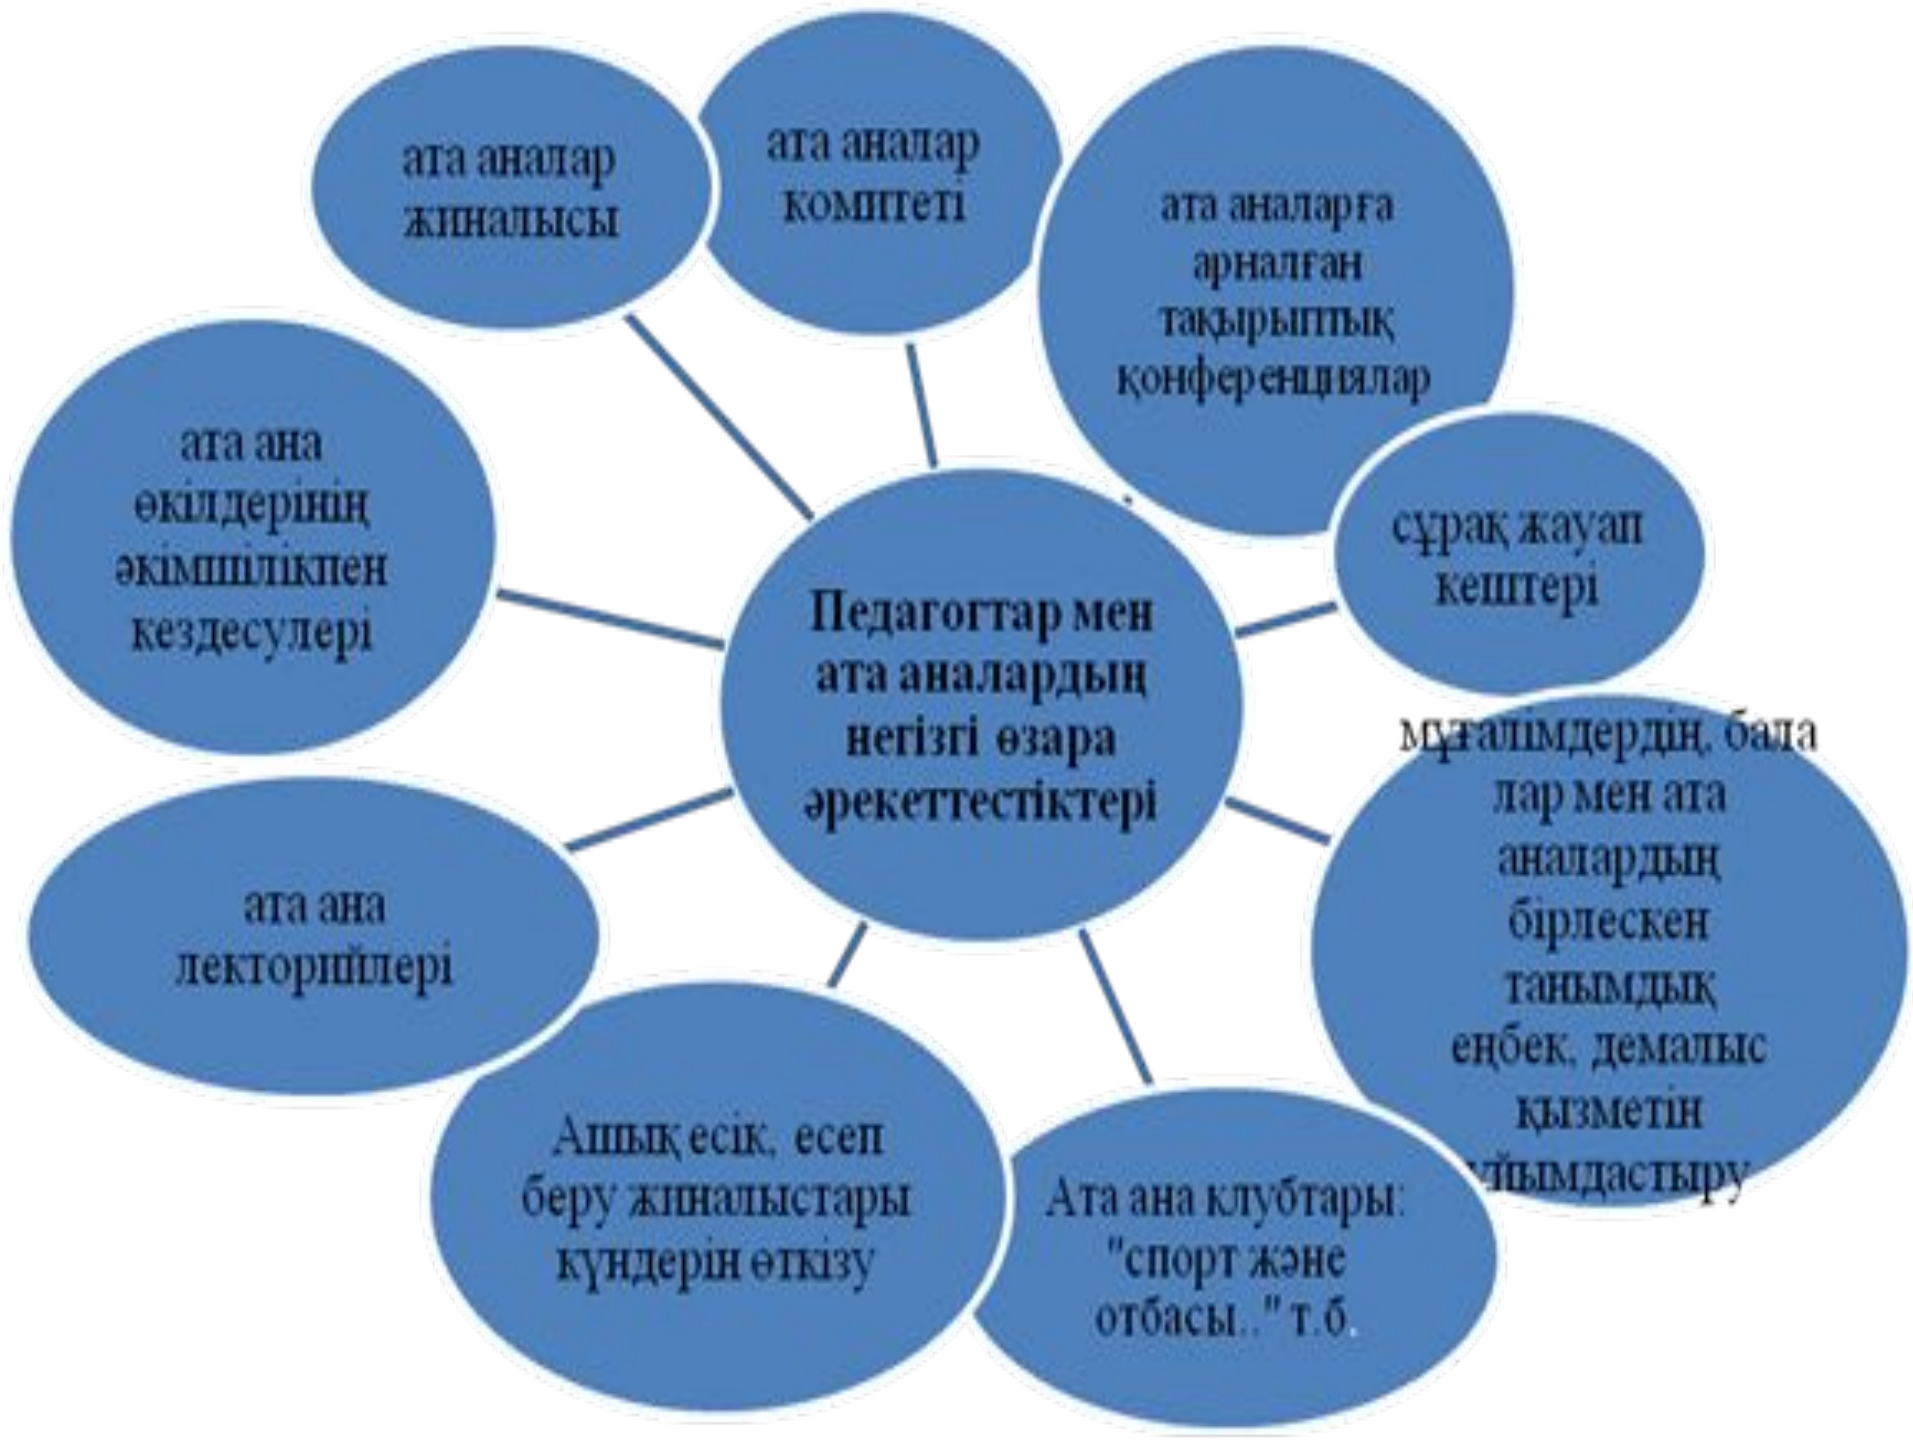 ата аналар
жиналысы
ата аналар
комитеті
ата аналарға
арналған
тақырыптық
қонференциялар
сұрақ жауап
кештері
мұғалімдердің, бала
лар мен ата
аналардың
бірлескен
танымдық
еңбек, демалыс
қызметін
ұйымдастыру
Ата ана клубтары:
"спорт және
отбасы.." т.б.
Ашық есік, есеп
беру жиналыстары
күндерін өткізу
ата ана
лекторийлері
ата ана
өкілдерінің
әкімшілікпен
кездесулері
Педагогтар мен
ата аналардың
негізгі өзара
әрекеттестіктері